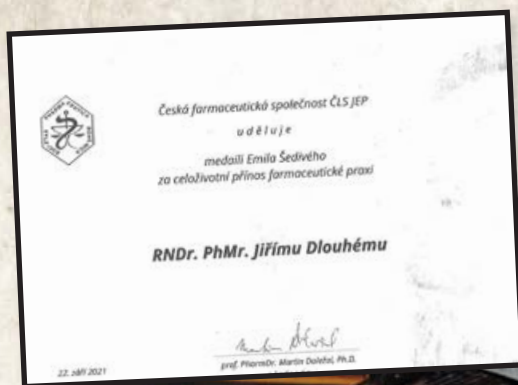 Česká farmaceutická společnost ČLS JEP
uděluje
medaili Emila Šedivého
za celoživotní přínos farmaceutické praxi
RNDr. PhMr. Jiřímu Dlouhému
22. září 2021
prof. PharmDr. Martin Doležal, Ph.D.